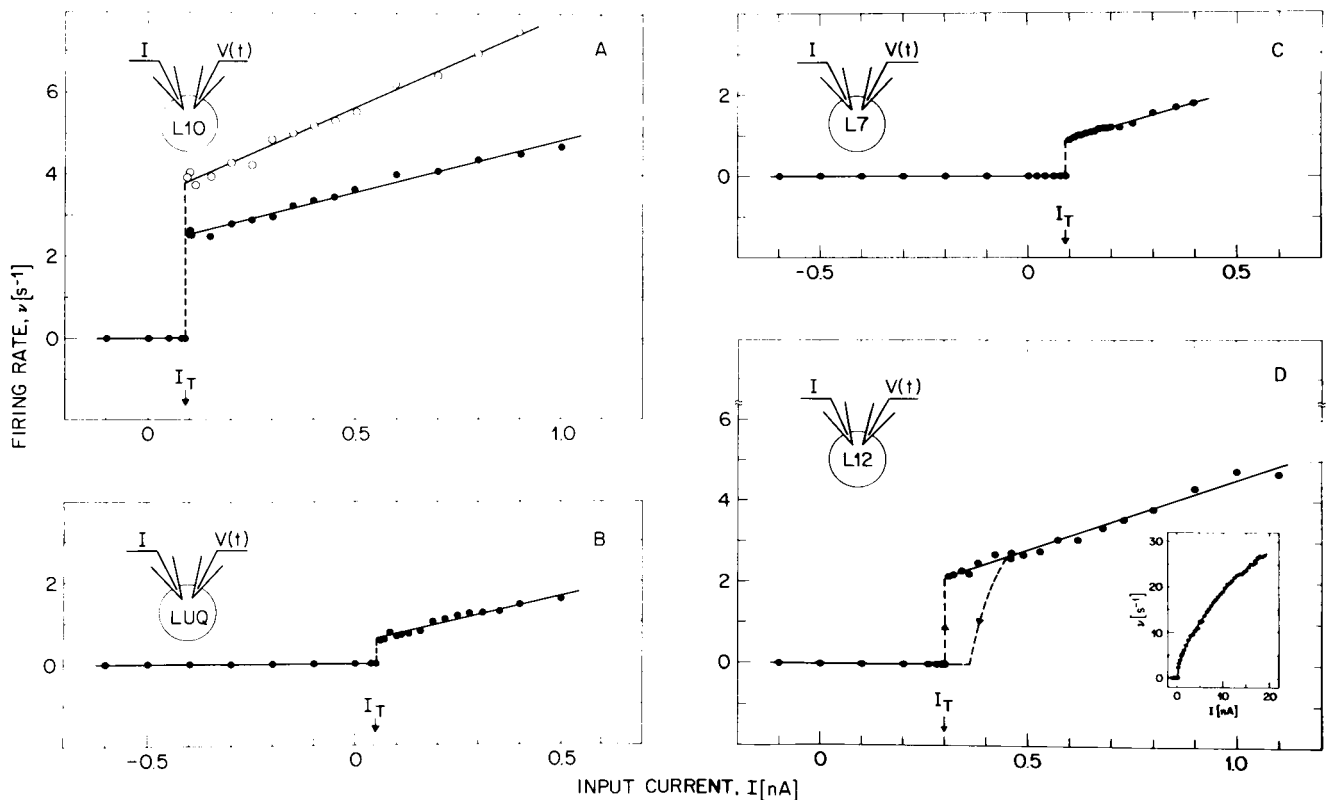 A
I V(t)
L10
6
4
2
0
I_T
0 0.5 1.0
FIRING RATE, ν[s⁻¹]
B
I V(t)
LUQ
2
0
I_T
-0.5 0 0.5
INPUT CURRENT, I[nA]
C
I V(t)
L7
2
0
I_T
-0.5 0 0.5
D
I V(t)
L12
6
4
2
0
I_T
0 0.5 1.0
30
20
10
0
ν[s⁻¹]
0 10 20
I[nA]